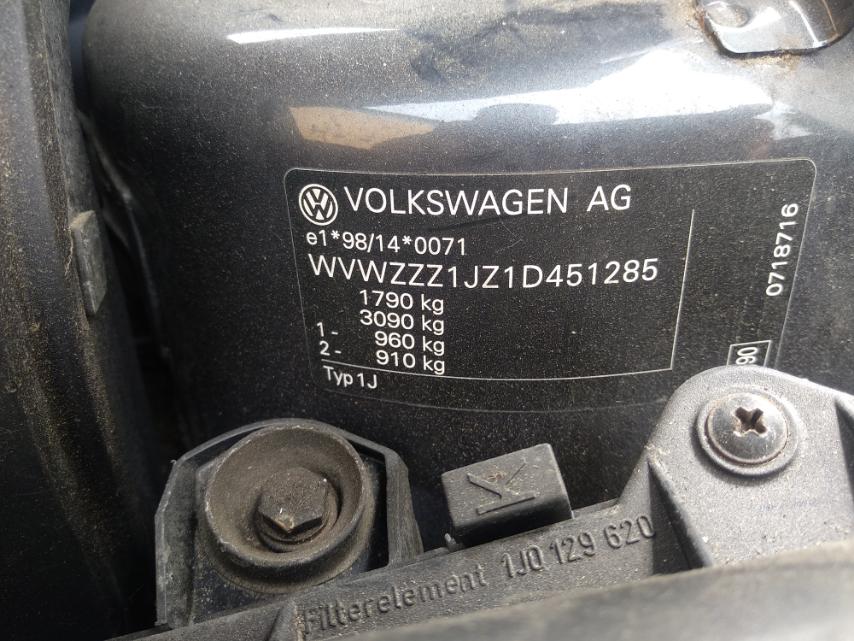 VOLKSWAGEN AG
e1*98/14*0071
WVWZZZ1JZ1D451285
1790 kg
3090 kg
1- 960 kg
2- 910 kg
Typ 1J
0718716
90
Filterelement 1J0 129 620